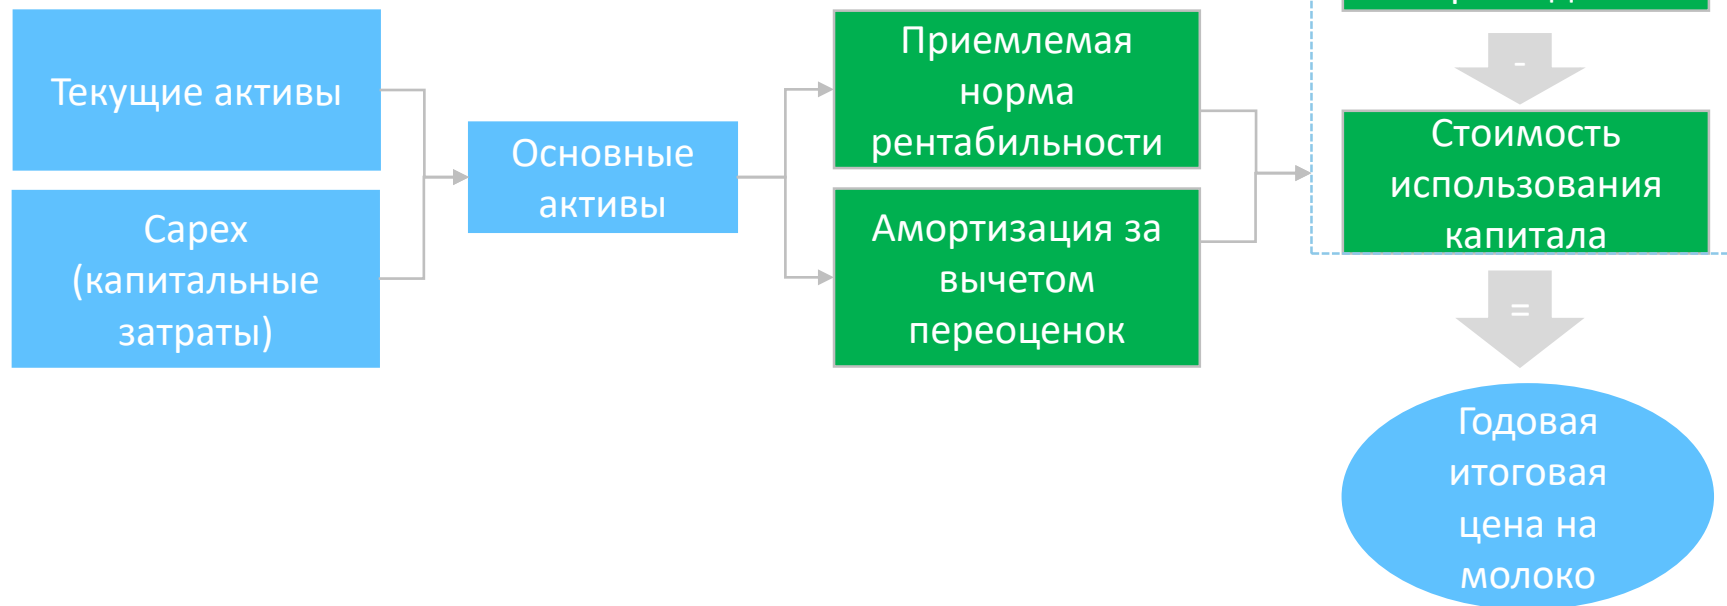 Текущие активы
Capex
(капитальные
затраты)
Основные
активы
Приемлемая
норма
рентабильности
Амортизация за
вычетом
переоценок
-
Стоимость
использования
капитала
=
Годовая
итоговая
цена на
молоко